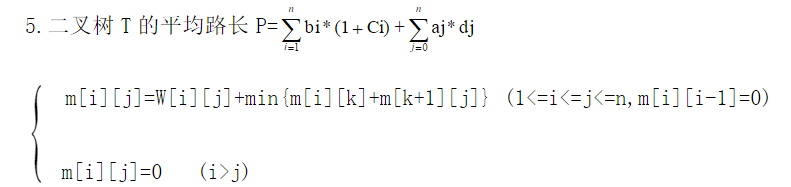 5.二叉树 T 的平均路长 P=∑_{i=1}^{n} bi*(1+Ci) + ∑_{j=0}^{n} aj*dj
m[i][j]=W[i][j]+min{m[i][k]+m[k+1][j]} (1<=i<=j<=n,m[i][i-1]=0)
m[i][j]=0 (i>j)